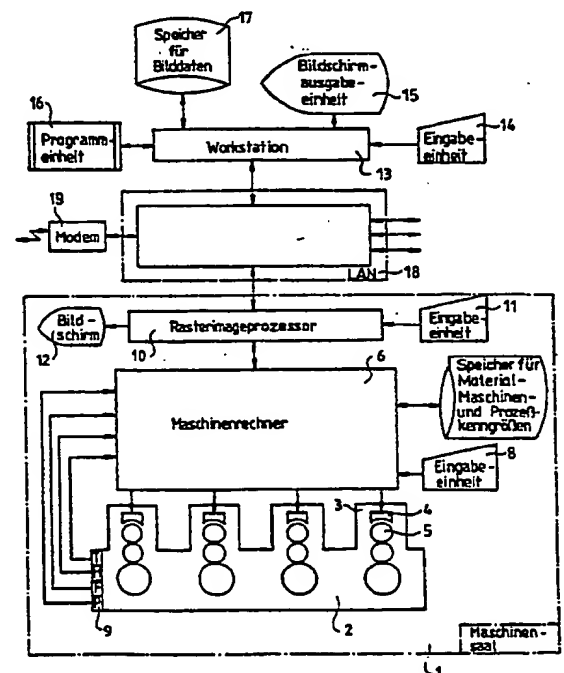 17
Speicher
für
Bilddaten
Bildschirm-
ausgabe-
einheit
15
16
Programm-
einheit
Workstation
13
14
Eingabe
einheit
19
Modem
LAN
18
12
Bild-
schirm
10
Rasterimageprozessor
11
Eingabe-
einheit
6
Maschinenrechner
Speicher für
Material-
Maschinen-
und Prozeß-
kenngrößen
8
Eingabe-
einheit
3
4
5
9
2
Maschinen-
saal
1